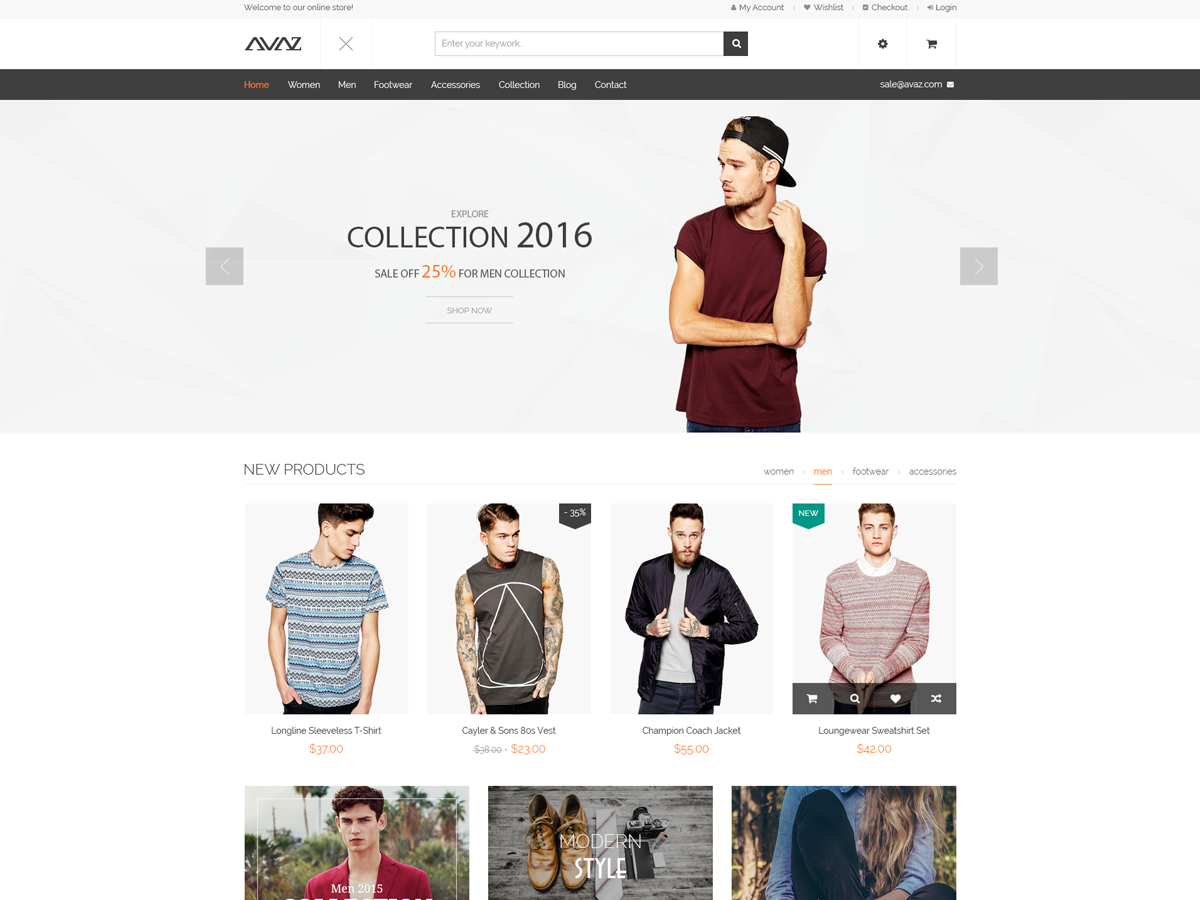 Welcome to our online store!
My Account
Wishlist
Checkout
Login
AVAZ
Enter your keywork..
Home Women Men Footwear Accessories Collection Blog Contact
sale@avaz.com
EXPLORE
COLLECTION 2016
SALE OFF 25% FOR MEN COLLECTION
SHOP NOW
NEW PRODUCTS
women men footwear accessories
- 35%
NEW
Longline Sleeveless T-Shirt
$37.00
Cayler & Sons 80s Vest
$38.00 - $23.00
Champion Coach Jacket
$55.00
Loungewear Sweatshirt Set
$42.00
Men 2015
COLLECTION
MODERN
STYLE